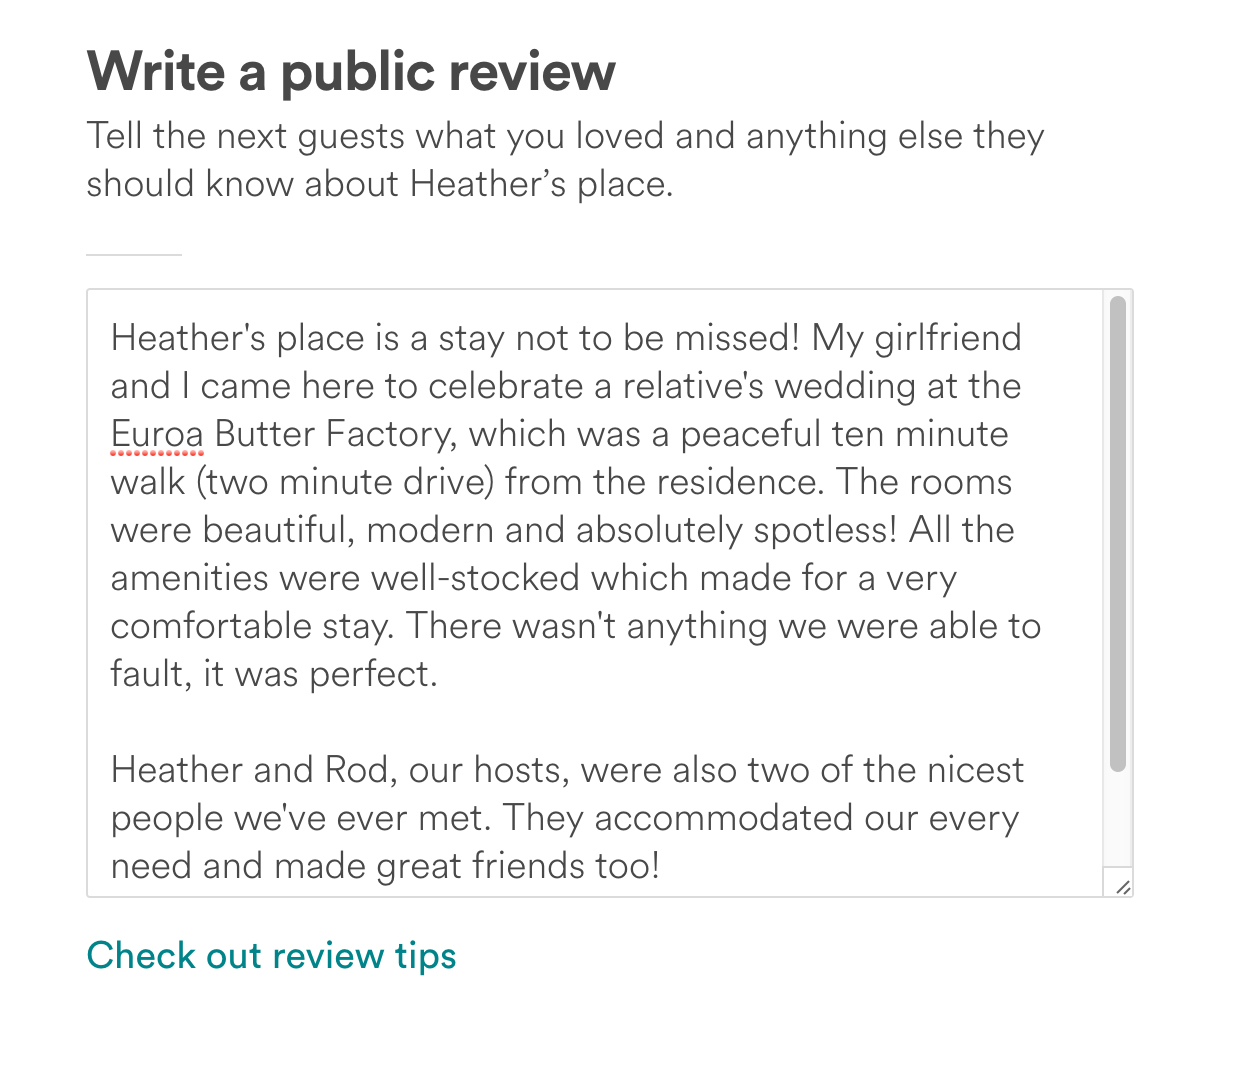 Write a public review
Tell the next guests what you loved and anything else they
should know about Heather’s place.
Heather's place is a stay not to be missed! My girlfriend
and I came here to celebrate a relative's wedding at the
Euroa Butter Factory, which was a peaceful ten minute
walk (two minute drive) from the residence. The rooms
were beautiful, modern and absolutely spotless! All the
amenities were well-stocked which made for a very
comfortable stay. There wasn't anything we were able to
fault, it was perfect.
Heather and Rod, our hosts, were also two of the nicest
people we've ever met. They accommodated our every
need and made great friends too!
Check out review tips